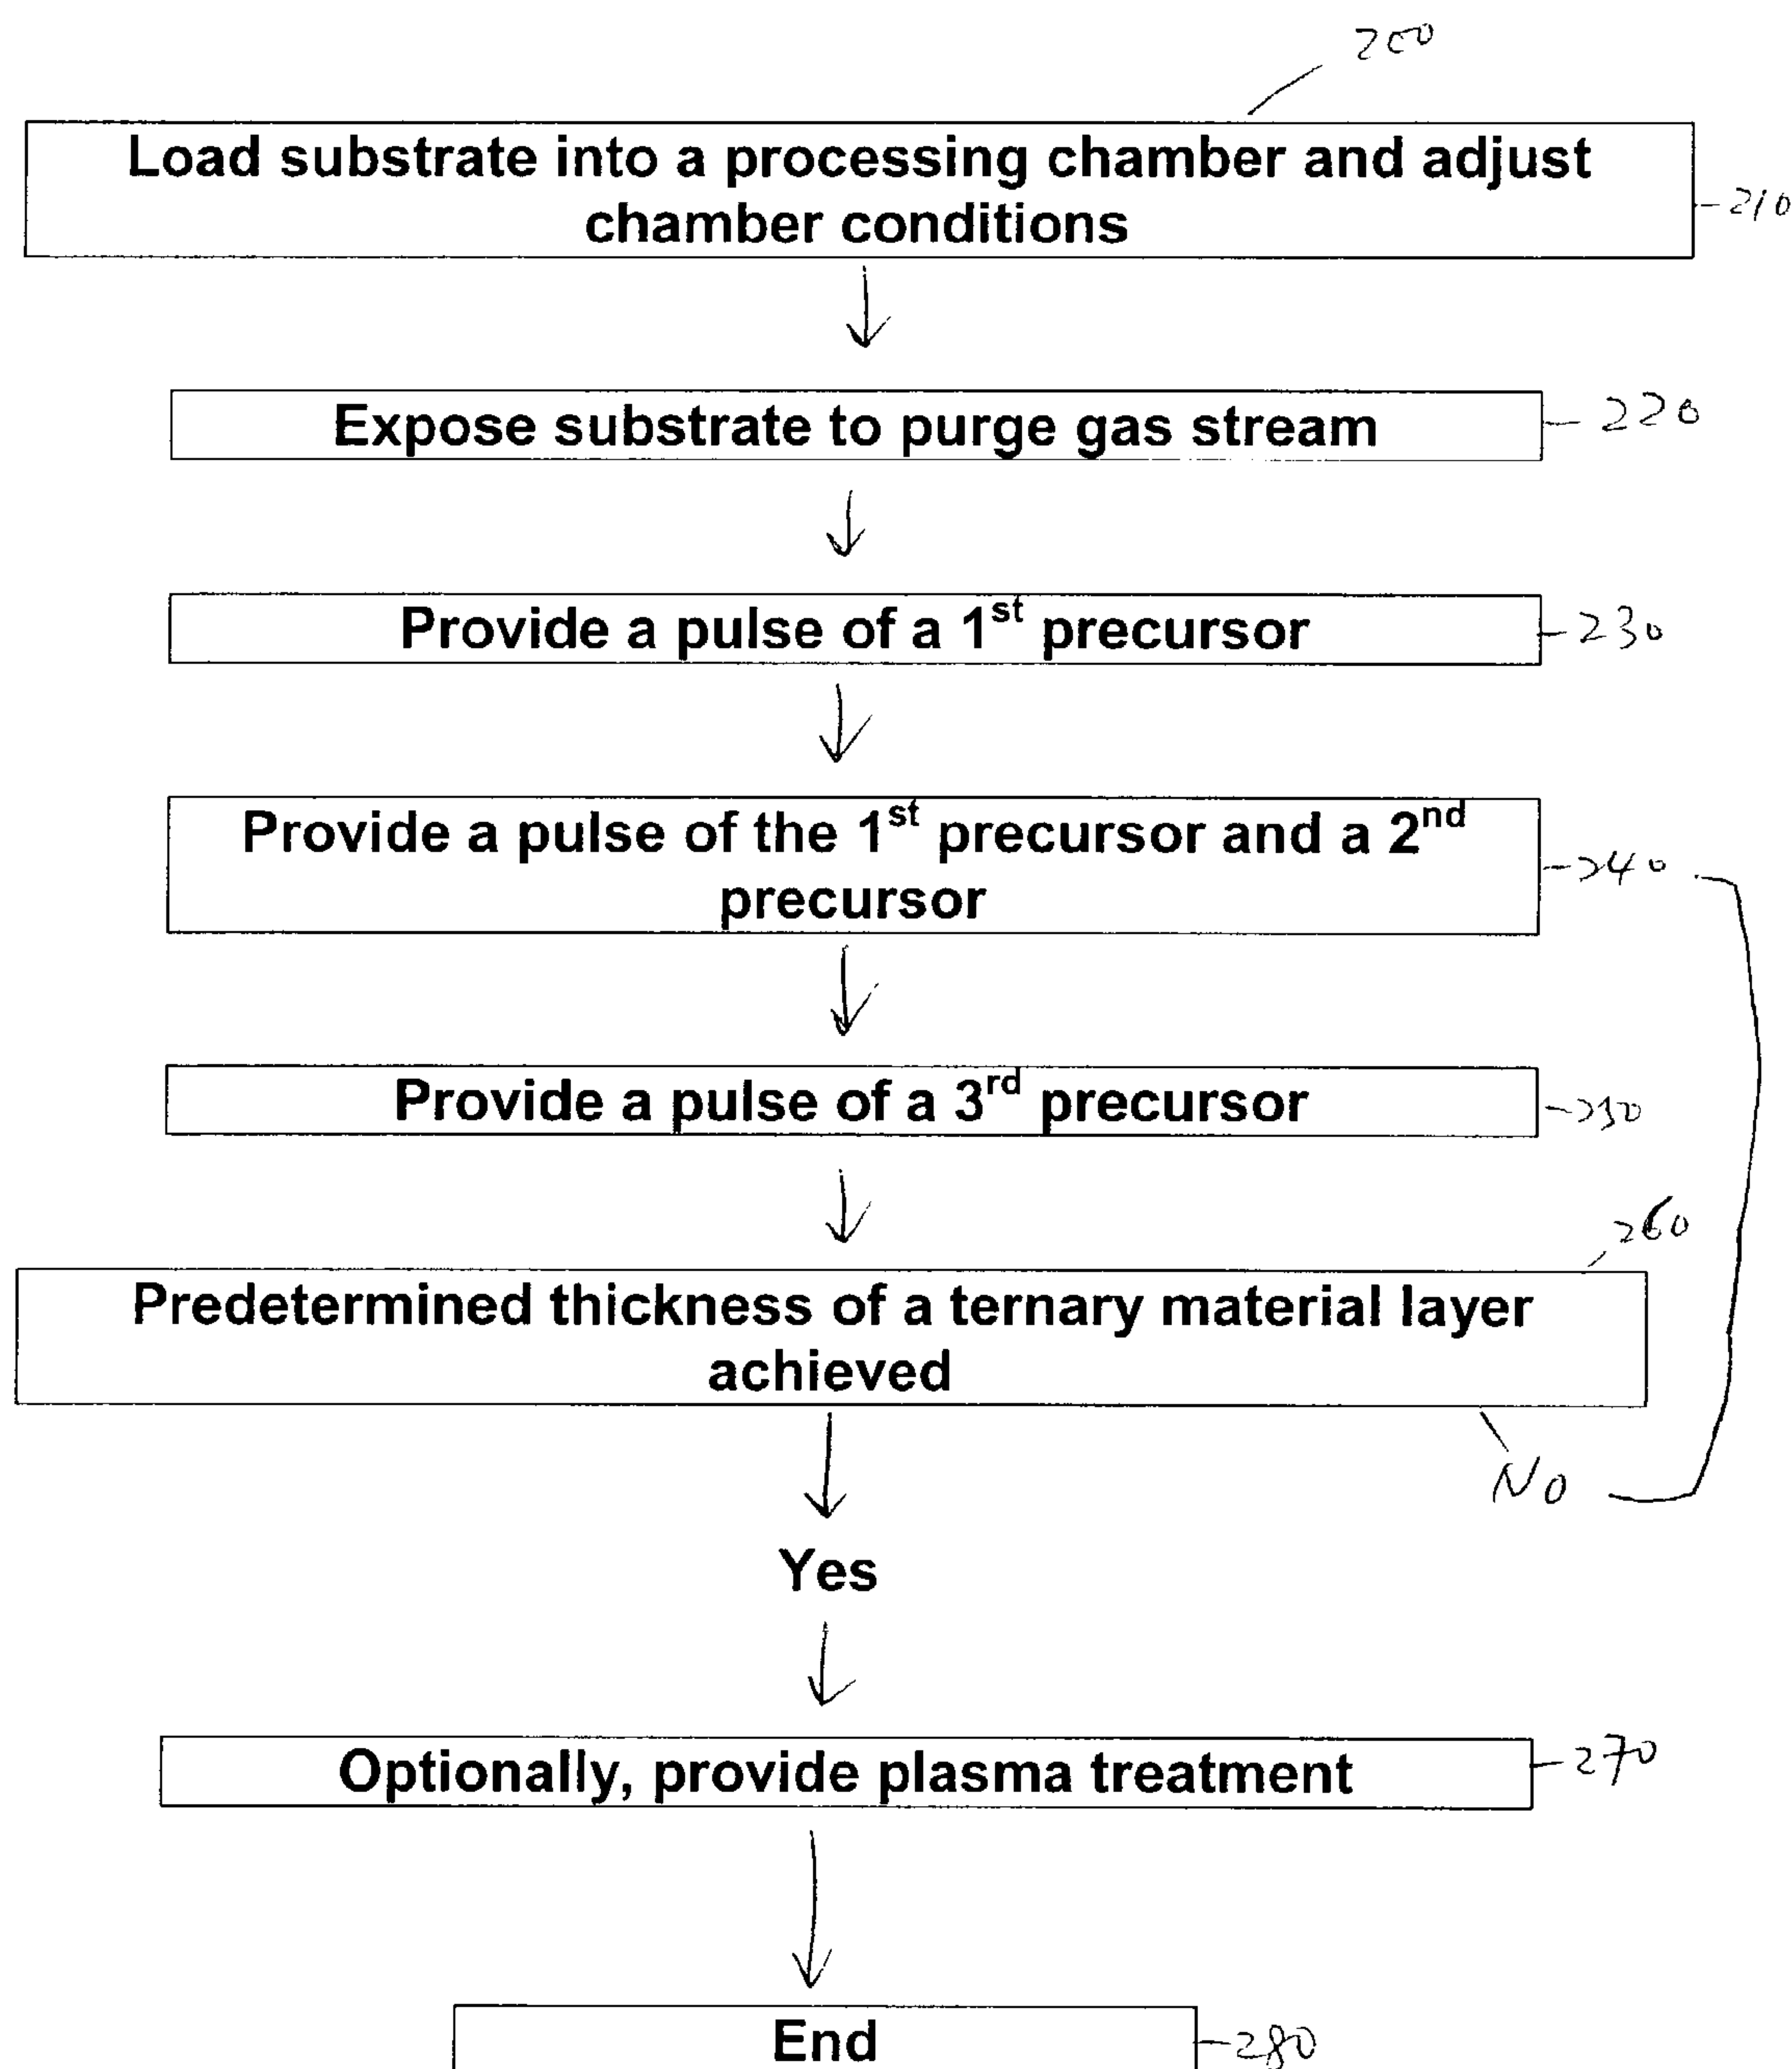 200
Load substrate into a processing chamber and adjust
chamber conditions
210
Expose substrate to purge gas stream
220
Provide a pulse of a 1st precursor
230
Provide a pulse of the 1st precursor and a 2nd
precursor
240
Provide a pulse of a 3rd precursor
250
260
Predetermined thickness of a ternary material layer
achieved
No
Yes
Optionally, provide plasma treatment
270
End
280